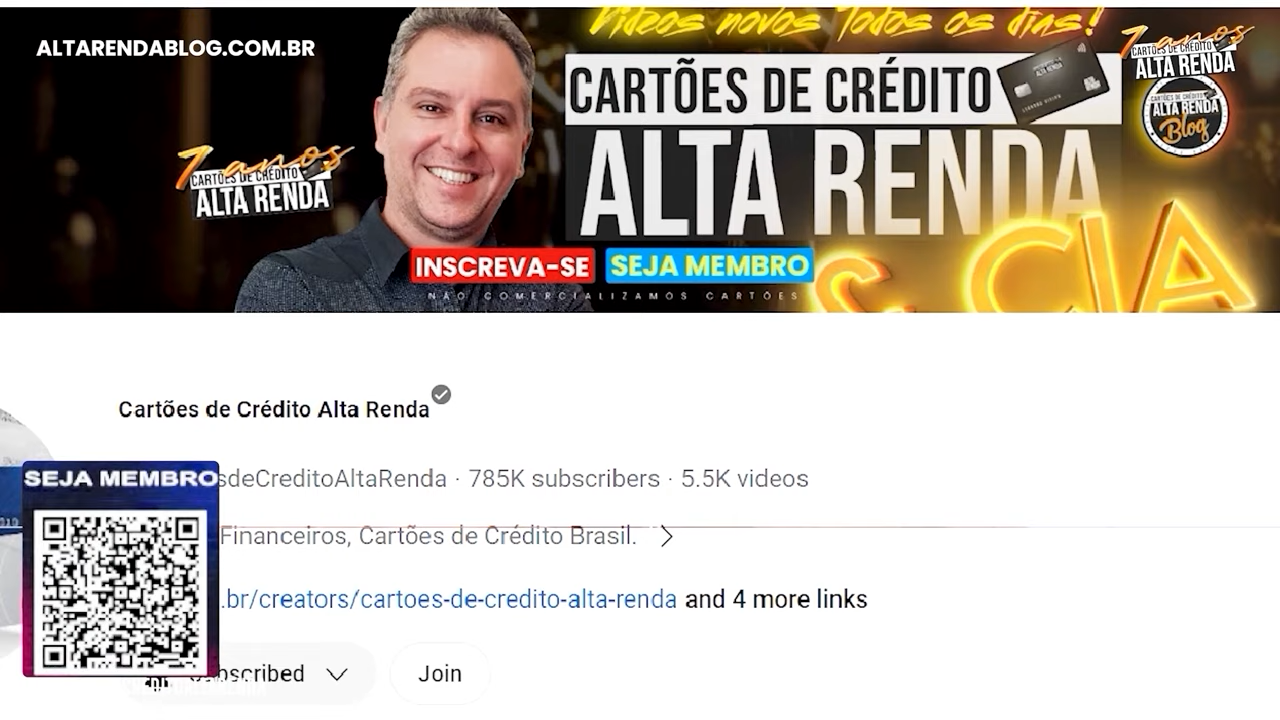 ALTARENDABLOG.COM.BR
Vídeos novos Todos os dias!
CARTÕES DE CRÉDITO
ALTA RENDA
& CIA
7 anos
CARTÕES DE CRÉDITO
ALTA RENDA
CARTÕES DE CRÉDITO
ALTA RENDA
Blog
7 anos
CARTÕES DE CRÉDITO
ALTA RENDA
INSCREVA-SE
SEJA MEMBRO
NÃO COMERCIALIZAMOS CARTÕES
Cartões de Crédito Alta Renda
sdeCreditoAltaRenda · 785K subscribers · 5.5K videos
SEJA MEMBRO
Financeiros, Cartões de Crédito Brasil.
.br/creators/cartoes-de-credito-alta-renda and 4 more links
bscribed
Join